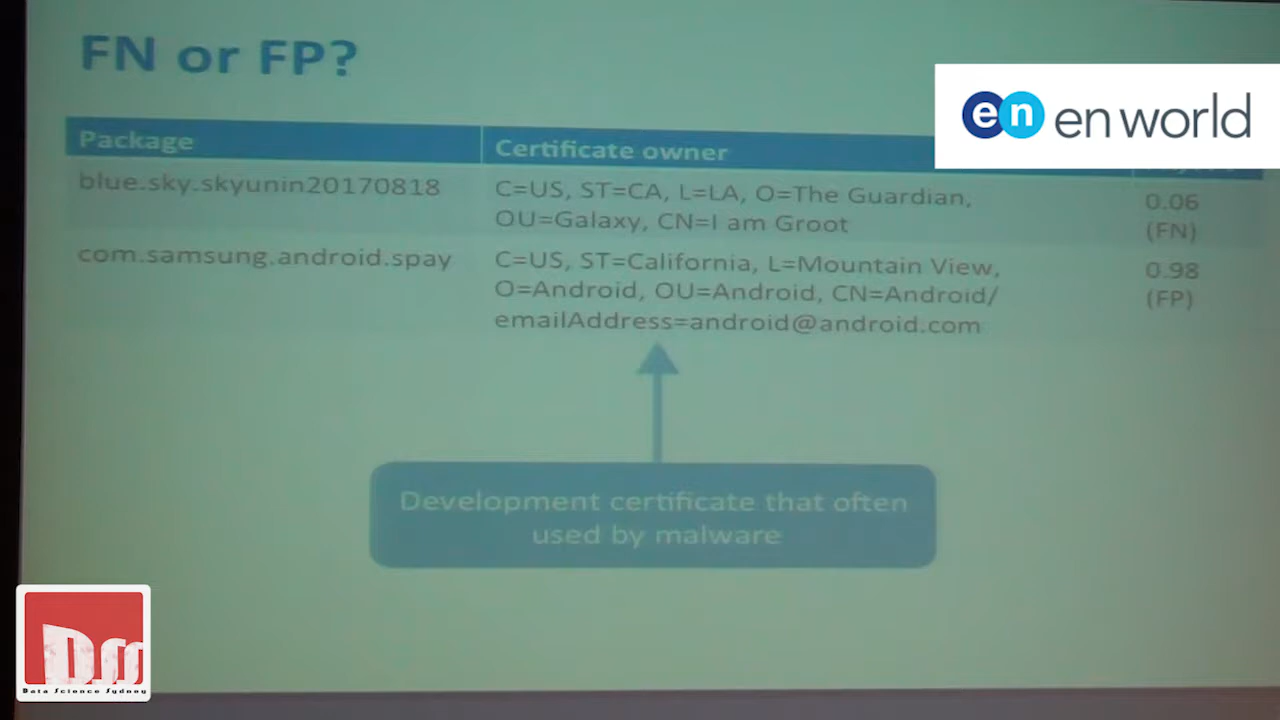 FN or FP?
en en world
Package Certificate owner
blue.sky.skyunin20170818 C=US, ST=CA, L=LA, O=The Guardian, 0.06
OU=Galaxy, CN=I am Groot (FN)
com.samsung.android.spay C=US, ST=California, L=Mountain View, 0.98
O=Android, OU=Android, CN=Android/ (FP)
emailAddress=android@android.com
Development certificate that often
used by malware
DSS
Data Science Sydney